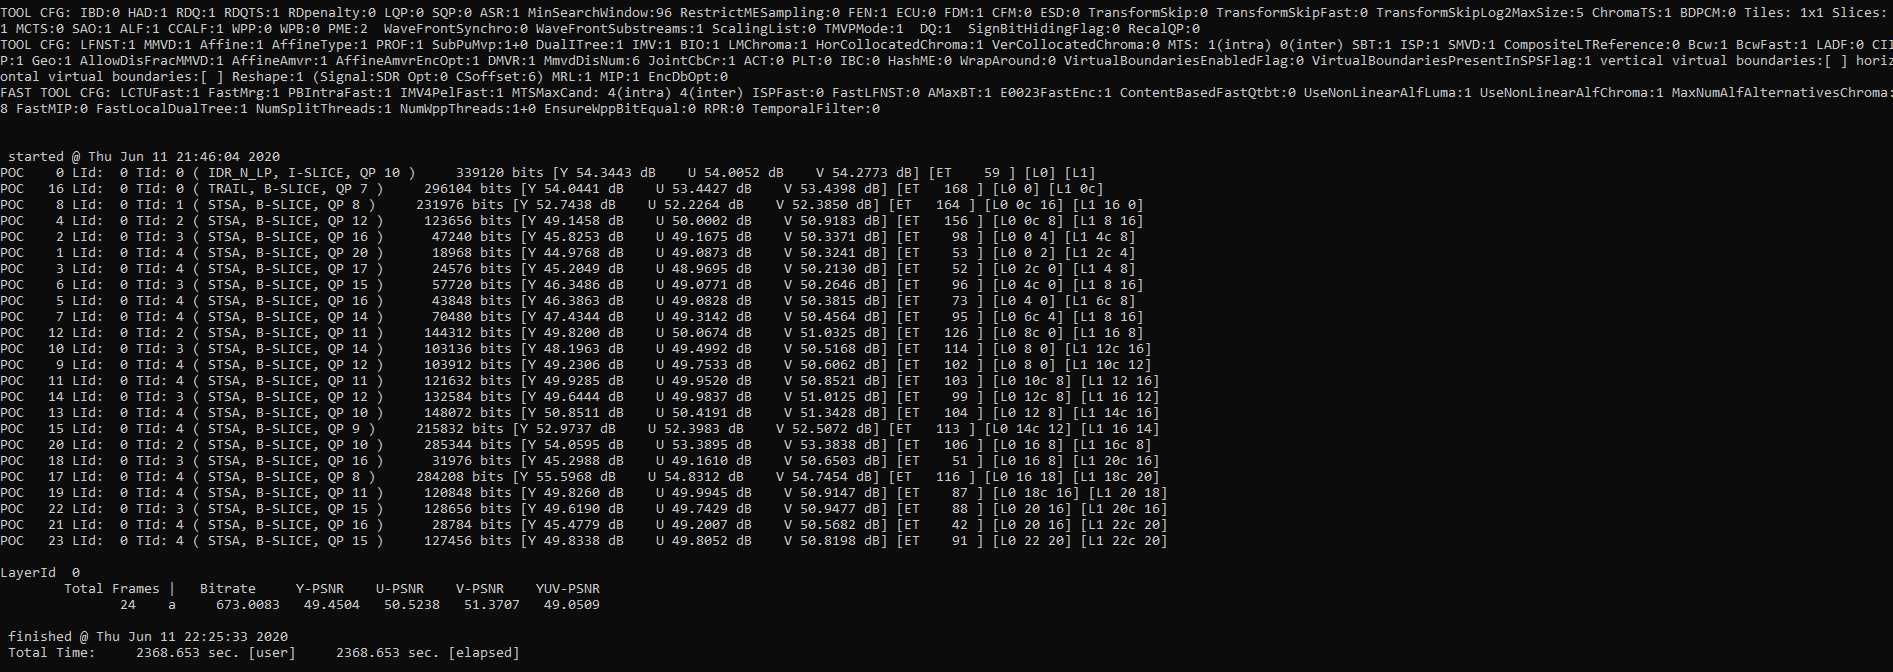 TOOL CFG: IBD:0 HAD:1 RDQ:1 RDQTS:1 RDpenalty:0 LQP:0 SQP:0 ASR:1 MinSearchWindow:96 RestrictMESampling:0 FEN:1 ECU:0 FDM:1 CFM:0 ESD:0 TransformSkip:0 TransformSkipFast:0 TransformSkipLog2MaxSize:5 ChromaTS:1 BDPCM:0 Tiles: 1x1 Slices:
1 MCTS:0 SAO:1 ALF:1 CCALF:1 WPP:0 WPB:0 PME:2  WaveFrontSynchro:0 WaveFrontSubstreams:1 ScalingList:0 TMVPMode:1  DQ:1  SignBitHidingFlag:0 RecalQP:0
TOOL CFG: LFNST:1 MMVD:1 Affine:1 AffineType:1 PROF:1 SubPuMvp:1+0 DualITree:1 IMV:1 BIO:1 LMChroma:1 HorCollocatedChroma:1 VerCollocatedChroma:0 MTS: 1(intra) 0(inter) SBT:1 ISP:1 SMVD:1 CompositeLTReference:0 Bcw:1 BcwFast:1 LADF:0 CII
P:1 Geo:1 AllowDisFracMMVD:1 AffineAmvr:1 AffineAmvrEncOpt:1 DMVR:1 MmvdDisNum:6 JointCbCr:1 ACT:0 PLT:0 IBC:0 HashME:0 WrapAround:0 VirtualBoundariesEnabledFlag:0 VirtualBoundariesPresentInSPSFlag:1 vertical virtual boundaries:[ ] horiz
ontal virtual boundaries:[ ] Reshape:1 (Signal:SDR Opt:0 CSoffset:6) MRL:1 MIP:1 EncDbOpt:0
FAST TOOL CFG: LCTUFast:1 FastMrg:1 PBIntraFast:1 IMV4PelFast:1 MTSMaxCand: 4(intra) 4(inter) ISPFast:0 FastLFNST:0 AMaxBT:1 E0023FastEnc:1 ContentBasedFastQtbt:0 UseNonLinearAlfLuma:1 UseNonLinearAlfChroma:1 MaxNumAlfAlternativesChroma:
8 FastMIP:0 FastLocalDualTree:1 NumSplitThreads:1 NumWppThreads:1+0 EnsureWppBitEqual:0 RPR:0 TemporalFilter:0
started @ Thu Jun 11 21:46:04 2020
POC    0 LId:  0 TId: 0 ( IDR_N_LP, I-SLICE, QP 10 )     339120 bits [Y 54.3443 dB    U 54.0052 dB    V 54.2773 dB] [ET    59 ] [L0] [L1]
POC   16 LId:  0 TId: 0 ( TRAIL, B-SLICE, QP 7 )     296104 bits [Y 54.0441 dB    U 53.4427 dB    V 53.4398 dB] [ET   168 ] [L0 0] [L1 0c]
POC    8 LId:  0 TId: 1 ( STSA, B-SLICE, QP 8 )     231976 bits [Y 52.7438 dB    U 52.2264 dB    V 52.3850 dB] [ET   164 ] [L0 0c 16] [L1 16 0]
POC    4 LId:  0 TId: 2 ( STSA, B-SLICE, QP 12 )    123656 bits [Y 49.1458 dB    U 50.0002 dB    V 50.9183 dB] [ET   156 ] [L0 0c 8] [L1 8 16]
POC    2 LId:  0 TId: 3 ( STSA, B-SLICE, QP 16 )     47240 bits [Y 45.8253 dB    U 49.1675 dB    V 50.3371 dB] [ET    98 ] [L0 0 4] [L1 4c 8]
POC    1 LId:  0 TId: 4 ( STSA, B-SLICE, QP 20 )     18968 bits [Y 44.9768 dB    U 49.0873 dB    V 50.3241 dB] [ET    53 ] [L0 0 2] [L1 2c 4]
POC    3 LId:  0 TId: 4 ( STSA, B-SLICE, QP 17 )     24576 bits [Y 45.2049 dB    U 48.9695 dB    V 50.2130 dB] [ET    52 ] [L0 2c 0] [L1 4 8]
POC    6 LId:  0 TId: 3 ( STSA, B-SLICE, QP 15 )     57720 bits [Y 46.3486 dB    U 49.0771 dB    V 50.2646 dB] [ET    96 ] [L0 4c 0] [L1 8 16]
POC    5 LId:  0 TId: 4 ( STSA, B-SLICE, QP 16 )     43848 bits [Y 46.3863 dB    U 49.0828 dB    V 50.3815 dB] [ET    73 ] [L0 4 0] [L1 6c 8]
POC    7 LId:  0 TId: 4 ( STSA, B-SLICE, QP 14 )     70480 bits [Y 47.4344 dB    U 49.3142 dB    V 50.4564 dB] [ET    95 ] [L0 6c 4] [L1 8 16]
POC   12 LId:  0 TId: 2 ( STSA, B-SLICE, QP 11 )    144312 bits [Y 49.8200 dB    U 50.0674 dB    V 51.0325 dB] [ET   126 ] [L0 8c 0] [L1 16 8]
POC   10 LId:  0 TId: 3 ( STSA, B-SLICE, QP 14 )    103136 bits [Y 48.1963 dB    U 49.4992 dB    V 50.5168 dB] [ET   114 ] [L0 8 0] [L1 12c 16]
POC    9 LId:  0 TId: 4 ( STSA, B-SLICE, QP 12 )    103912 bits [Y 49.2306 dB    U 49.7533 dB    V 50.6062 dB] [ET   102 ] [L0 8 0] [L1 10c 12]
POC   11 LId:  0 TId: 4 ( STSA, B-SLICE, QP 11 )    121632 bits [Y 49.9285 dB    U 49.9520 dB    V 50.8521 dB] [ET   103 ] [L0 10c 8] [L1 12 16]
POC   14 LId:  0 TId: 3 ( STSA, B-SLICE, QP 12 )    132584 bits [Y 49.6444 dB    U 49.9837 dB    V 51.0125 dB] [ET    99 ] [L0 12c 8] [L1 16 12]
POC   13 LId:  0 TId: 4 ( STSA, B-SLICE, QP 10 )    148072 bits [Y 50.8511 dB    U 50.4191 dB    V 51.3428 dB] [ET   104 ] [L0 12 8] [L1 14c 16]
POC   15 LId:  0 TId: 4 ( STSA, B-SLICE, QP 9 )    215832 bits [Y 52.9737 dB    U 52.3983 dB    V 52.5072 dB] [ET   113 ] [L0 14c 12] [L1 16 14]
POC   20 LId:  0 TId: 2 ( STSA, B-SLICE, QP 10 )    285344 bits [Y 54.0595 dB    U 53.3895 dB    V 53.3838 dB] [ET   106 ] [L0 16 8] [L1 16c 8]
POC   18 LId:  0 TId: 3 ( STSA, B-SLICE, QP 16 )     31976 bits [Y 45.2988 dB    U 49.1610 dB    V 50.6503 dB] [ET    51 ] [L0 16 8] [L1 20c 16]
POC   17 LId:  0 TId: 4 ( STSA, B-SLICE, QP 8 )    284208 bits [Y 55.5968 dB    U 54.8312 dB    V 54.7454 dB] [ET   116 ] [L0 16 18] [L1 18c 20]
POC   19 LId:  0 TId: 4 ( STSA, B-SLICE, QP 11 )    120848 bits [Y 49.8260 dB    U 49.9945 dB    V 50.9147 dB] [ET    87 ] [L0 18c 16] [L1 20 18]
POC   22 LId:  0 TId: 3 ( STSA, B-SLICE, QP 15 )    128656 bits [Y 49.6190 dB    U 49.7429 dB    V 50.9477 dB] [ET    88 ] [L0 20 16] [L1 20c 16]
POC   21 LId:  0 TId: 4 ( STSA, B-SLICE, QP 16 )     28784 bits [Y 45.4779 dB    U 49.2007 dB    V 50.5682 dB] [ET    42 ] [L0 20 16] [L1 22c 20]
POC   23 LId:  0 TId: 4 ( STSA, B-SLICE, QP 15 )    127456 bits [Y 49.8338 dB    U 49.8052 dB    V 50.8198 dB] [ET    91 ] [L0 22 20] [L1 22c 20]
LayerId  0
Total Frames |   Bitrate     Y-PSNR    U-PSNR    V-PSNR    YUV-PSNR
24    a     673.0083   49.4504   50.5238   51.3707   49.0509
finished @ Thu Jun 11 22:25:33 2020
Total Time:     2368.653 sec. [user]     2368.653 sec. [elapsed]